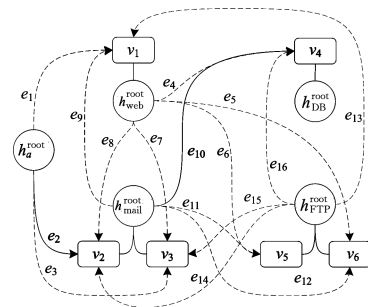 v₁
v₄
e₁
e₄
h_web^root
h_DB^root
e₅
e₁₃
e₉
e₈
e₇
e₁₀
e₆
h_a^root
e₁₆
h_mail^root
e₁₁
e₁₅
h_FTP^root
e₂
v₂
v₃
v₅
v₆
e₃
e₁₄
e₁₂